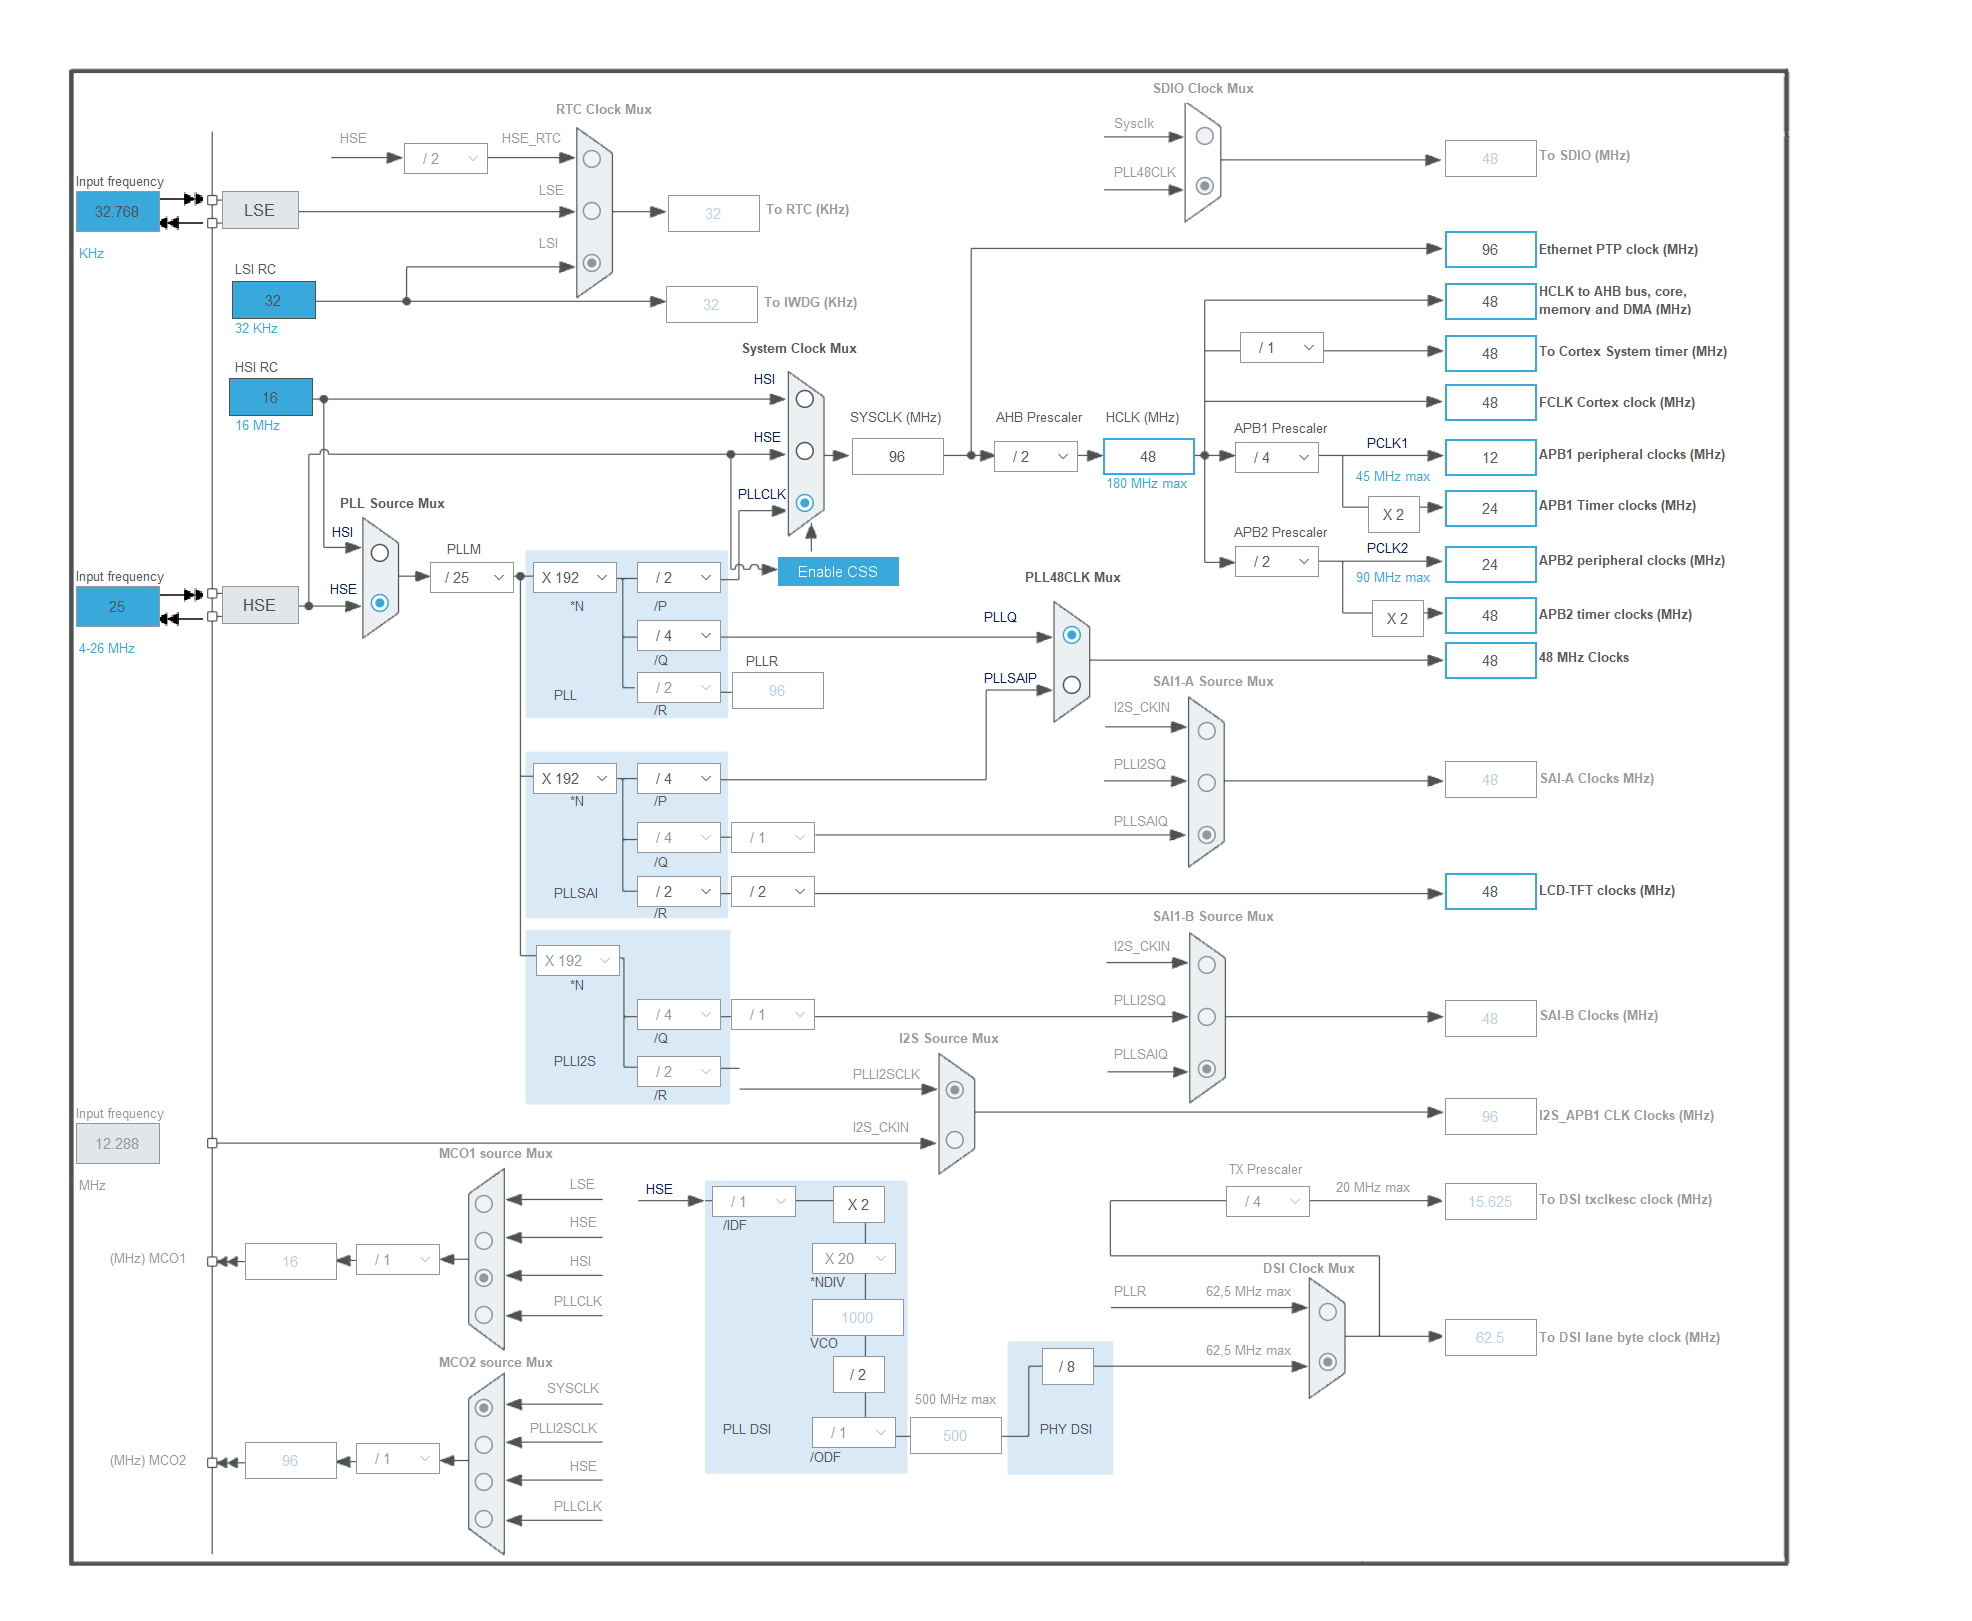 SDIO Clock Mux
RTC Clock Mux
Sysclk
HSE
/ 2
HSE_RTC
48
To SDIO (MHz)
PLL48CLK
Input frequency
32.768
KHz
LSE
LSE
32
To RTC (KHz)
LSI
LSI RC
32
32 KHz
32
To IWDG (KHz)
96
Ethernet PTP clock (MHz)
48
HCLK to AHB bus, core,
memory and DMA (MHz)
/ 1
48
To Cortex System timer (MHz)
System Clock Mux
HSI RC
16
16 MHz
HSI
HSE
PLLCLK
SYSCLK (MHz)
96
AHB Prescaler
/ 2
HCLK (MHz)
48
180 MHz max
48
FCLK Cortex clock (MHz)
APB1 Prescaler
/ 4
PCLK1
45 MHz max
12
APB1 peripheral clocks (MHz)
X 2
24
APB1 Timer clocks (MHz)
APB2 Prescaler
/ 2
PCLK2
90 MHz max
24
APB2 peripheral clocks (MHz)
X 2
48
APB2 timer clocks (MHz)
Enable CSS
PLL Source Mux
HSI
HSE
Input frequency
25
4-26 MHz
HSE
PLLM
/ 25
X 192
*N
/ 2
/P
/ 4
/Q
/ 2
/R
PLL
PLLR
96
PLL48CLK Mux
PLLQ
PLLSAIP
48
48 MHz Clocks
SAI1-A Source Mux
I2S_CKIN
PLLI2SQ
PLLSAIQ
48
SAI-A Clocks MHz)
X 192
*N
/ 4
/P
/ 4
/Q
/ 1
/ 2
/R
/ 2
PLLSAI
48
LCD-TFT clocks (MHz)
SAI1-B Source Mux
I2S_CKIN
PLLI2SQ
PLLSAIQ
48
SAI-B Clocks (MHz)
X 192
*N
/ 4
/Q
/ 1
/ 2
/R
PLLI2S
I2S Source Mux
PLLI2SCLK
I2S_CKIN
96
I2S_APB1 CLK Clocks (MHz)
Input frequency
12.288
MHz
MCO1 source Mux
LSE
HSE
HSI
PLLCLK
(MHz) MCO1
16
/ 1
MCO2 source Mux
SYSCLK
PLLI2SCLK
HSE
PLLCLK
(MHz) MCO2
96
/ 1
HSE
/ 1
/IDF
X 2
X 20
*NDIV
1000
VCO
/ 2
/ 1
/ODF
PLL DSI
500 MHz max
500
/ 8
PHY DSI
TX Prescaler
/ 4
20 MHz max
15.625
To DSI txclkesc clock (MHz)
DSI Clock Mux
PLLR
62,5 MHz max
62,5 MHz max
62.5
To DSI lane byte clock (MHz)